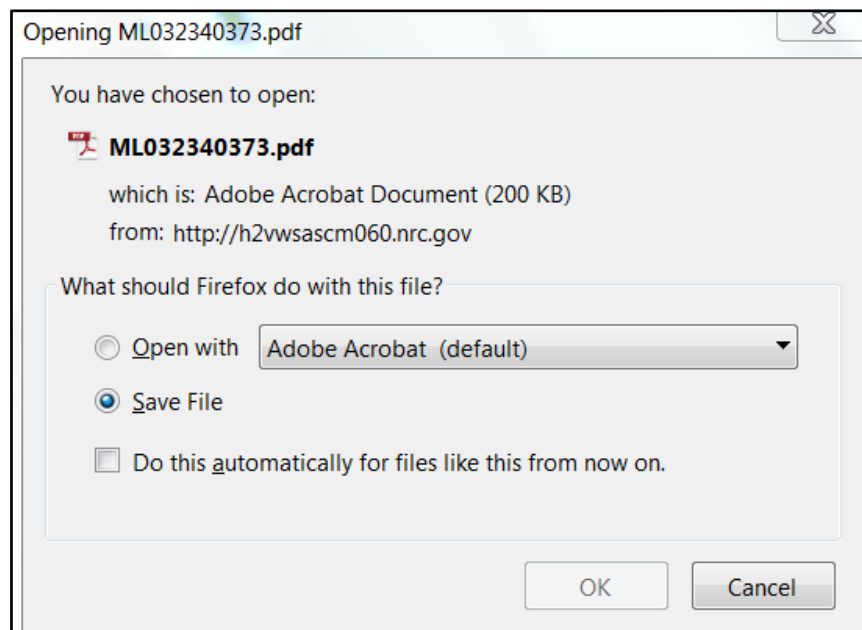 Opening ML032340373.pdf
You have chosen to open:
ML032340373.pdf
which is: Adobe Acrobat Document (200 KB)
from: http://h2vwsascm060.nrc.gov
What should Firefox do with this file?
Open with Adobe Acrobat (default)
Save File
Do this automatically for files like this from now on.
OK Cancel